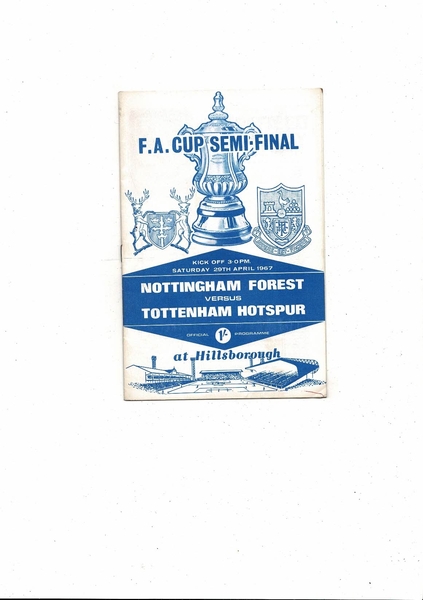 F.A. CUP SEMI-FINAL
KICK OFF 3·0 PM.
SATURDAY 29TH APRIL 1967
NOTTINGHAM FOREST
VERSUS
TOTTENHAM HOTSPUR
OFFICIAL 1/- PROGRAMME
at Hillsborough